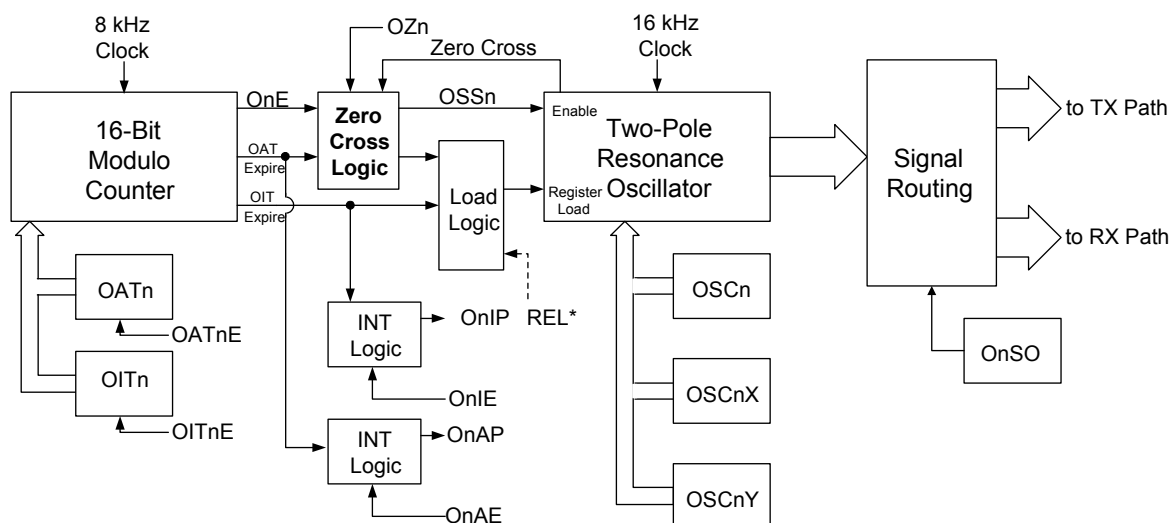 8 kHz
Clock
OZn
16 kHz
Clock
Zero Cross
OnE
OSSn
16-Bit
Modulo
Counter
OAT
Expire
OIT
Expire
Zero
Cross
Logic
Load
Logic
Enable
Two-Pole
Resonance
Oscillator
Register
Load
Signal
Routing
to TX Path
to RX Path
OATn
OATnE
OITn
OITnE
INT
Logic
OnIP
REL*
OnIE
INT
Logic
OnAP
OnAE
OSCn
OSCnX
OSCnY
OnSO